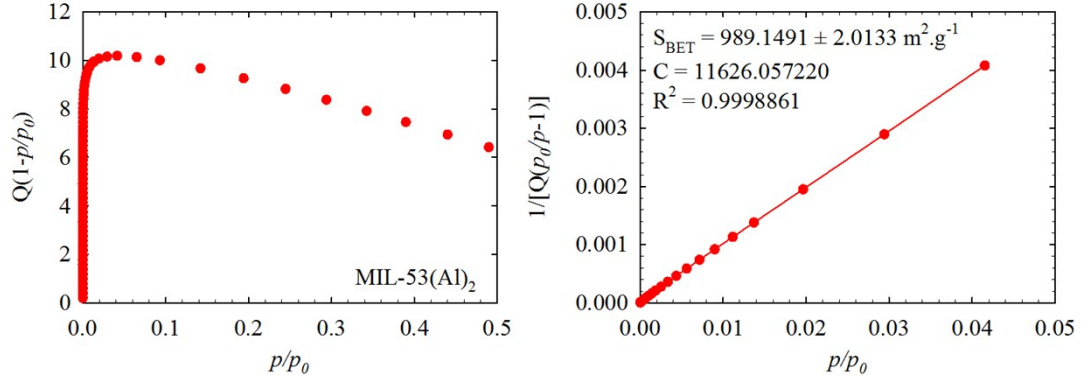 12
10
8
6
4
2
0
Q(1-p/p₀)
MIL-53(Al)₂
0.0 0.1 0.2 0.3 0.4 0.5
p/p₀
0.005
0.004
0.003
0.002
0.001
0.000
1/[Q(p₀/p-1)]
S_BET = 989.1491 ± 2.0133 m².g⁻¹
C = 11626.057220
R² = 0.9998861
0.00 0.01 0.02 0.03 0.04 0.05
p/p₀